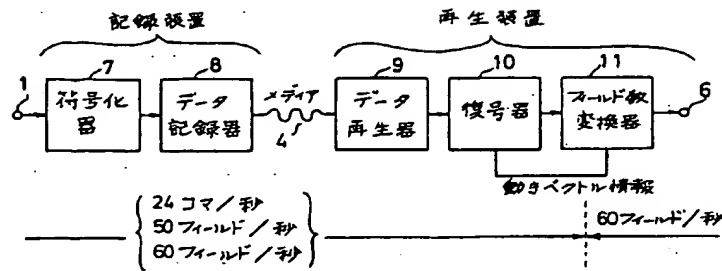 記録装置
再生装置
1
7
符号化
器
8
データ
記録器
メディア
4
9
データ
再生器
10
復号器
11
フィールド数
変換器
6
動きベクトル情報
24コマ/秒
50フィールド/秒
60フィールド/秒
60フィールド/秒